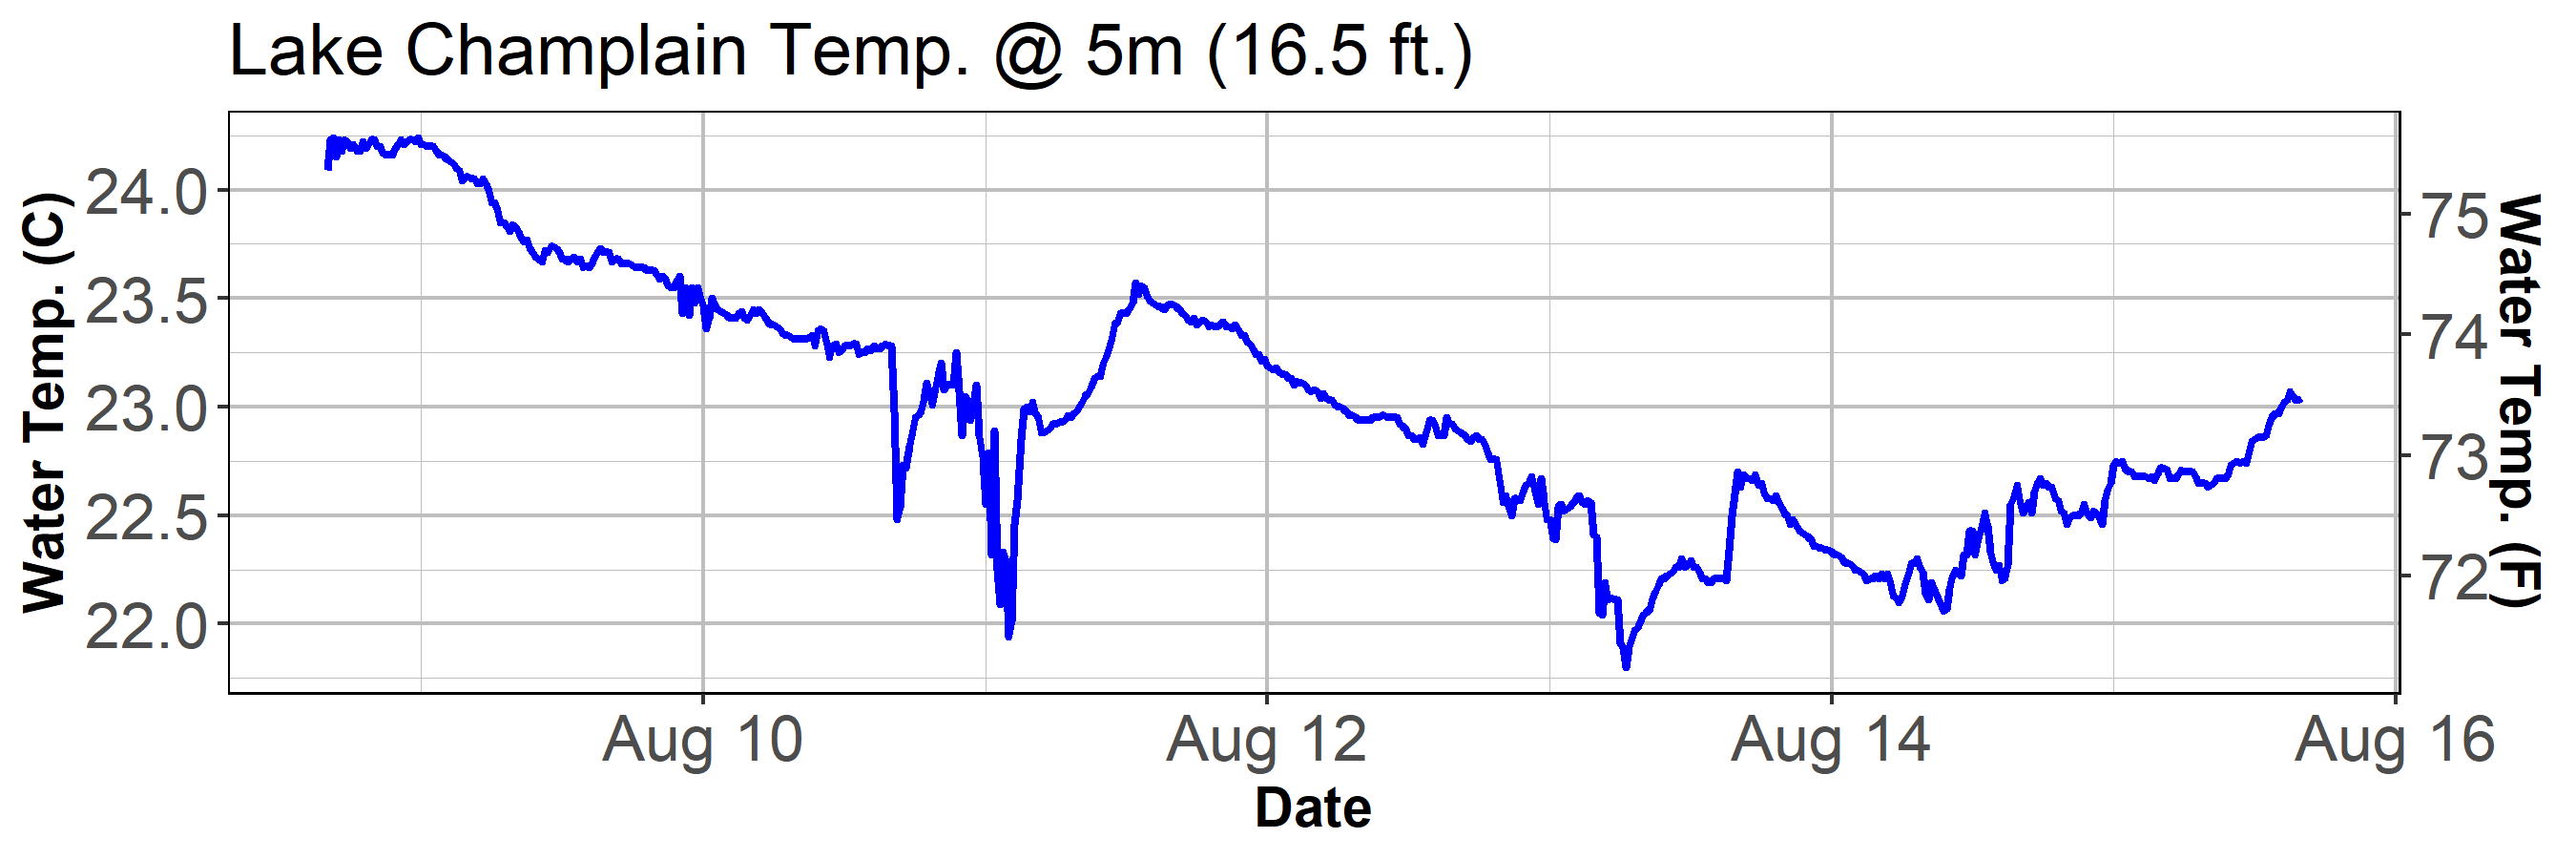 Lake Champlain Temp. @ 5m (16.5 ft.)
Water Temp. (C)
24.0
23.5
23.0
22.5
22.0
75
74
73
72
Water Temp. (F)
Aug 10 Aug 12 Aug 14 Aug 16
Date